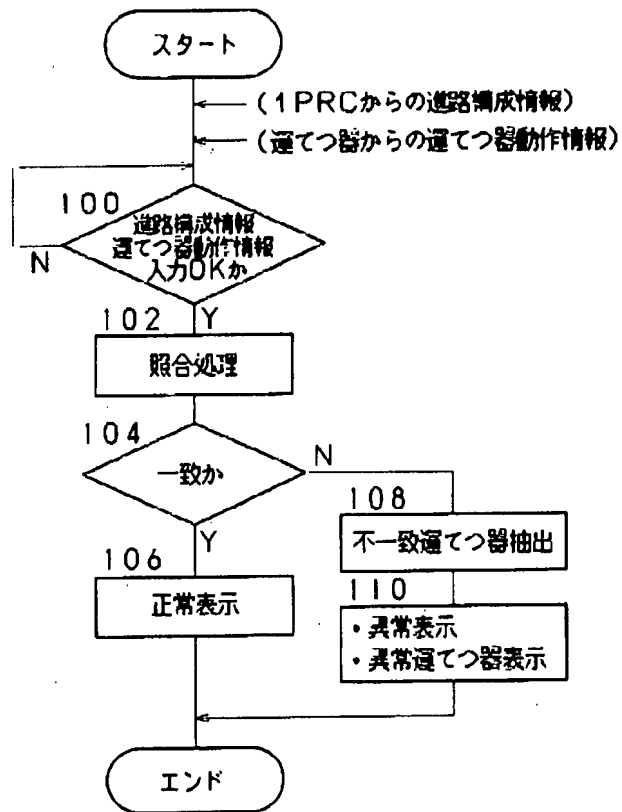 スタート
(1PRCからの進路構成情報)
(運てつ器からの運てつ器動作情報)
100
進路構成情報
運てつ器動作情報
入力OKか
N
Y
102
照合処理
104
一致か
N
Y
108
不一致運てつ器抽出
106
正常表示
110
・異常表示
・異常運てつ器表示
エンド